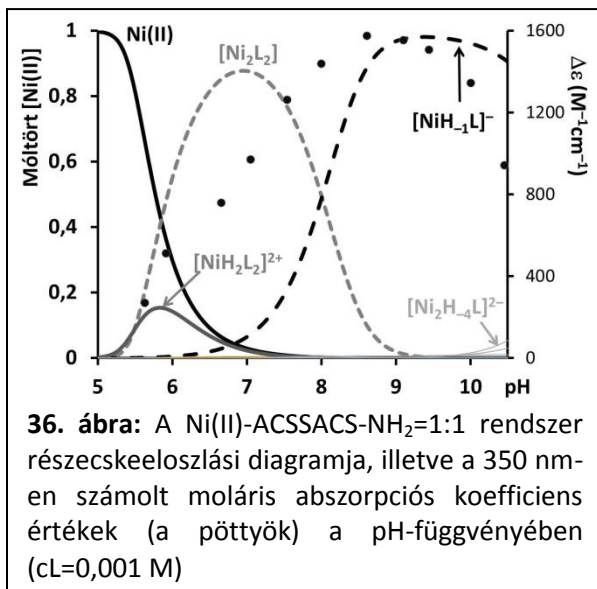 Móltört [Ni(II)]
1
0,8
0,6
0,4
0,2
0
Ni(II)
[Ni₂L₂]
[NiH₋₁L]⁻
[NiH₂L₂]²⁺
[Ni₂H₋₄L]²⁻
1600
1200
800
400
0
Δε (M⁻¹cm⁻¹)
5 6 7 8 9 10 pH
36. ábra: A Ni(II)-ACSSACS-NH₂=1:1 rendszer
részecskeeloszlási diagramja, illetve a 350 nm-
en számolt moláris abszorpciós koefficiens
értékek (a pöttyök) a pH-függvényében
(cL=0,001 M)